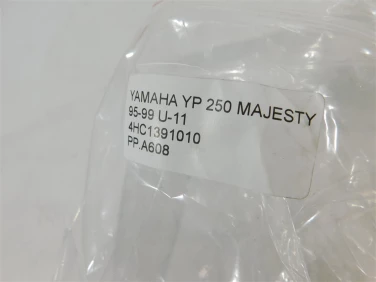 YAMAHA YP 250 MAJESTY
95-99 U-11
4HC1391010
PP.A608